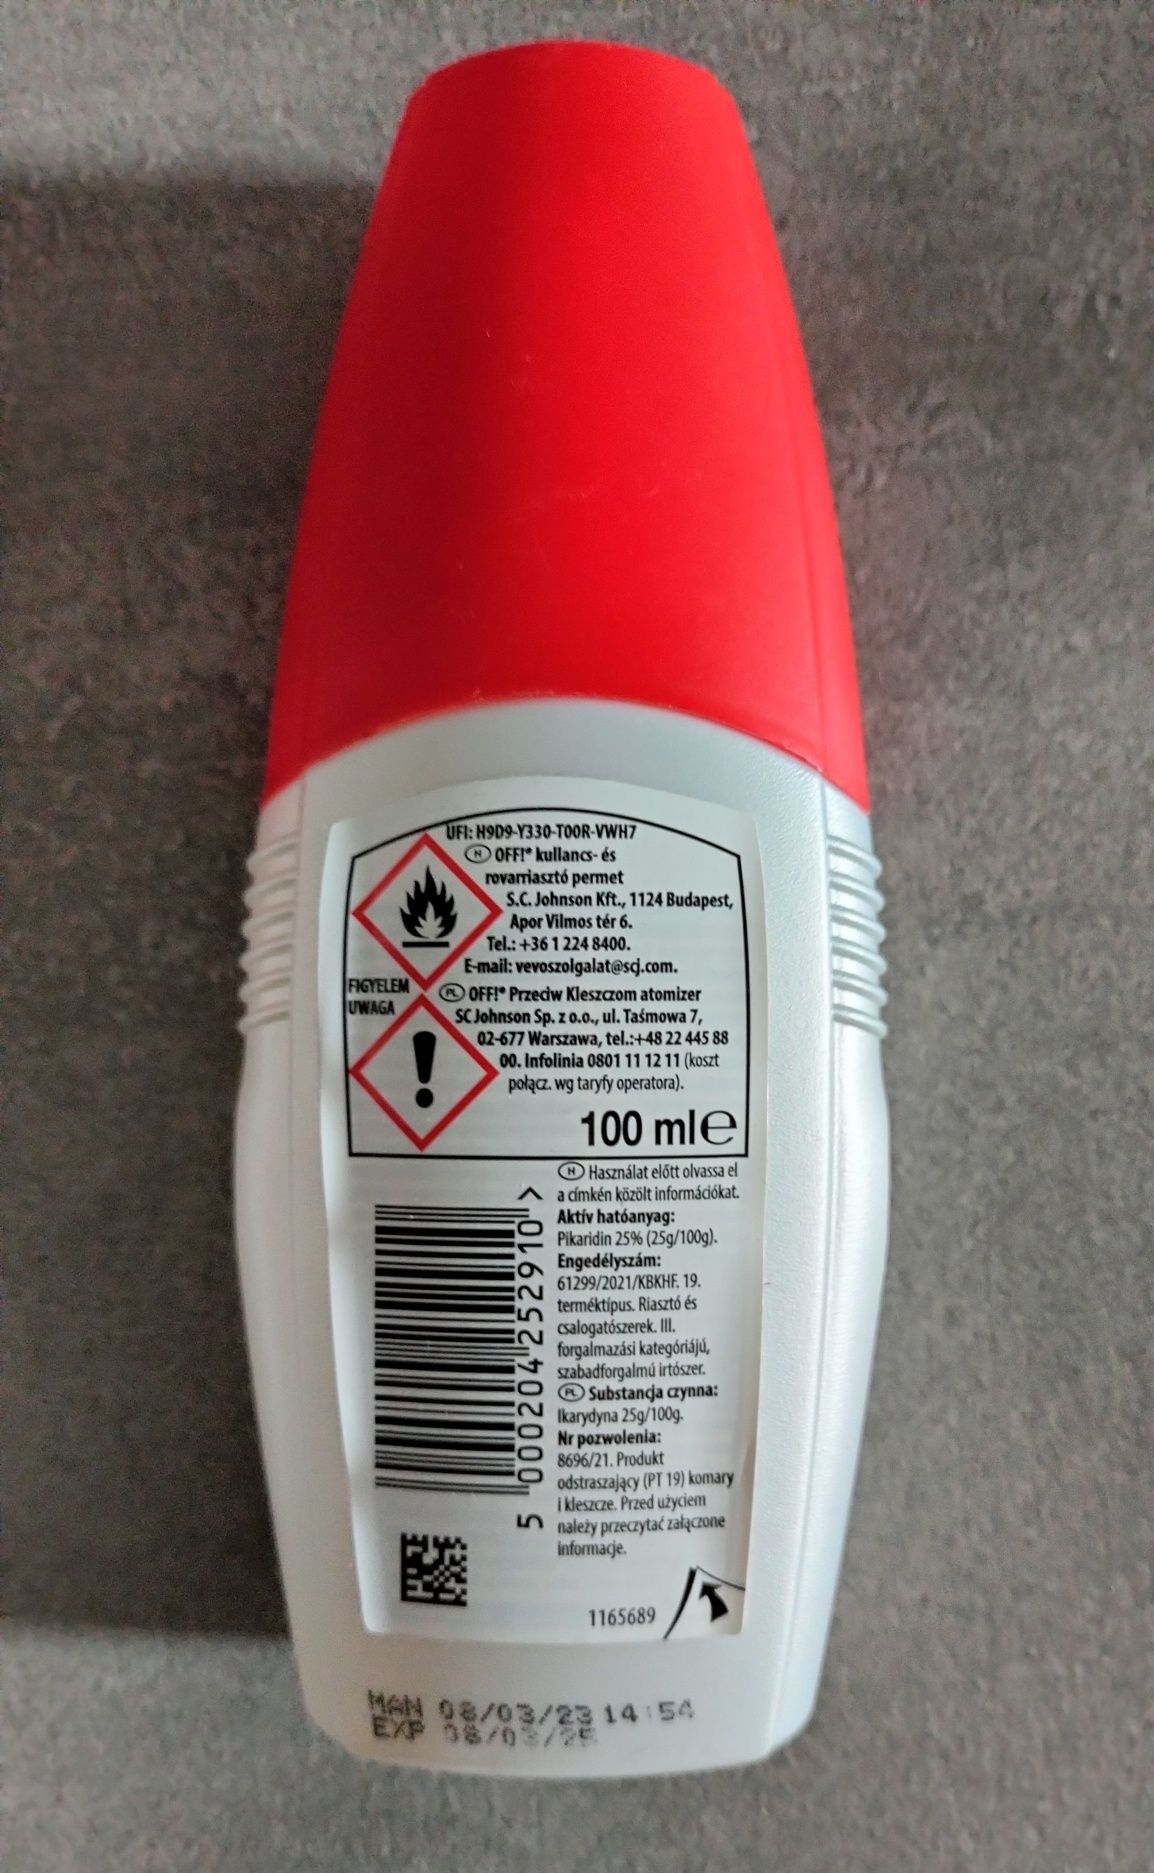 UFI: H9D9-Y330-T00R-VWH7
H OFF!® kullancs- és
rovarriasztó permet
S.C. Johnson Kft., 1124 Budapest,
Apor Vilmos tér 6.
Tel.: +36 1 224 8400.
E-mail: vevoszolgalat@scj.com.
FIGYELEM
UWAGA
PL OFF!® Przeciw Kleszczom atomizer
SC Johnson Sp. z o.o., ul. Taśmowa 7,
02-677 Warszawa, tel.:+48 22 445 88
00. Infolinia 0801 11 12 11 (koszt
połącz. wg taryfy operatora).
100 ml℮
H Használat előtt olvassa el
a címkén közölt információkat.
Aktív hatóanyag:
Pikaridin 25% (25g/100g).
Engedélyszám:
61299/2021/KBKHF. 19.
terméktípus. Riasztó és
csalogatószerek. III.
forgalmazási kategóriájú,
szabadforgalmú irtószer.
PL Substancja czynna:
Ikarydyna 25g/100g.
Nr pozwolenia:
8696/21. Produkt
odstraszający (PT 19) komary
i kleszcze. Przed użyciem
należy przeczytać załączone
informacje.
5 000204 252910 >
1165689
MAN 08/03/23 14:54
EXP 08/03/25